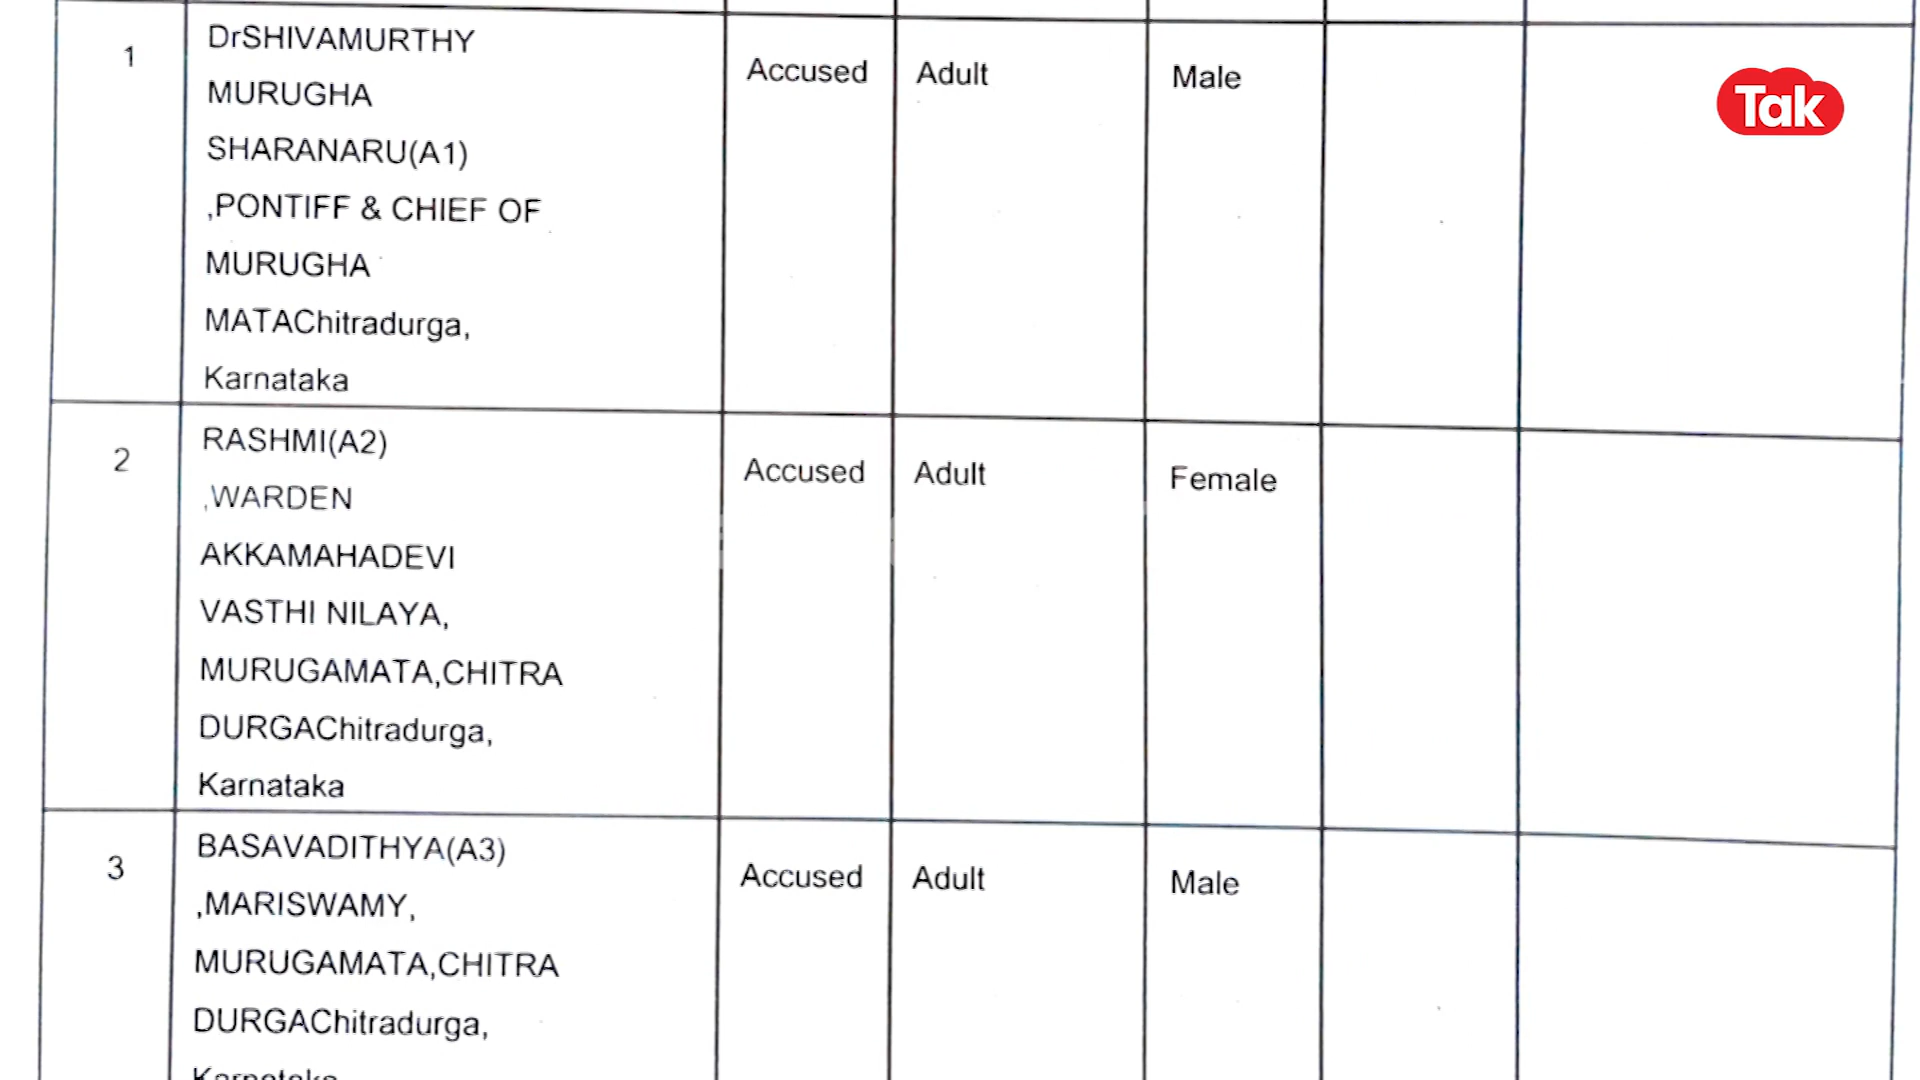 1
DrSHIVAMURTHY
MURUGHA
SHARANARU(A1)
,PONTIFF & CHIEF OF
MURUGHA
MATAChitradurga,
Karnataka
Accused
Adult
Male
Tak
2
RASHMI(A2)
,WARDEN
AKKAMAHADEVI
VASTHI NILAYA,
MURUGAMATA,CHITRA
DURGAChitradurga,
Karnataka
Accused
Adult
Female
3
BASAVADITHYA(A3)
,MARISWAMY,
MURUGAMATA,CHITRA
DURGAChitradurga,
Karnataka
Accused
Adult
Male